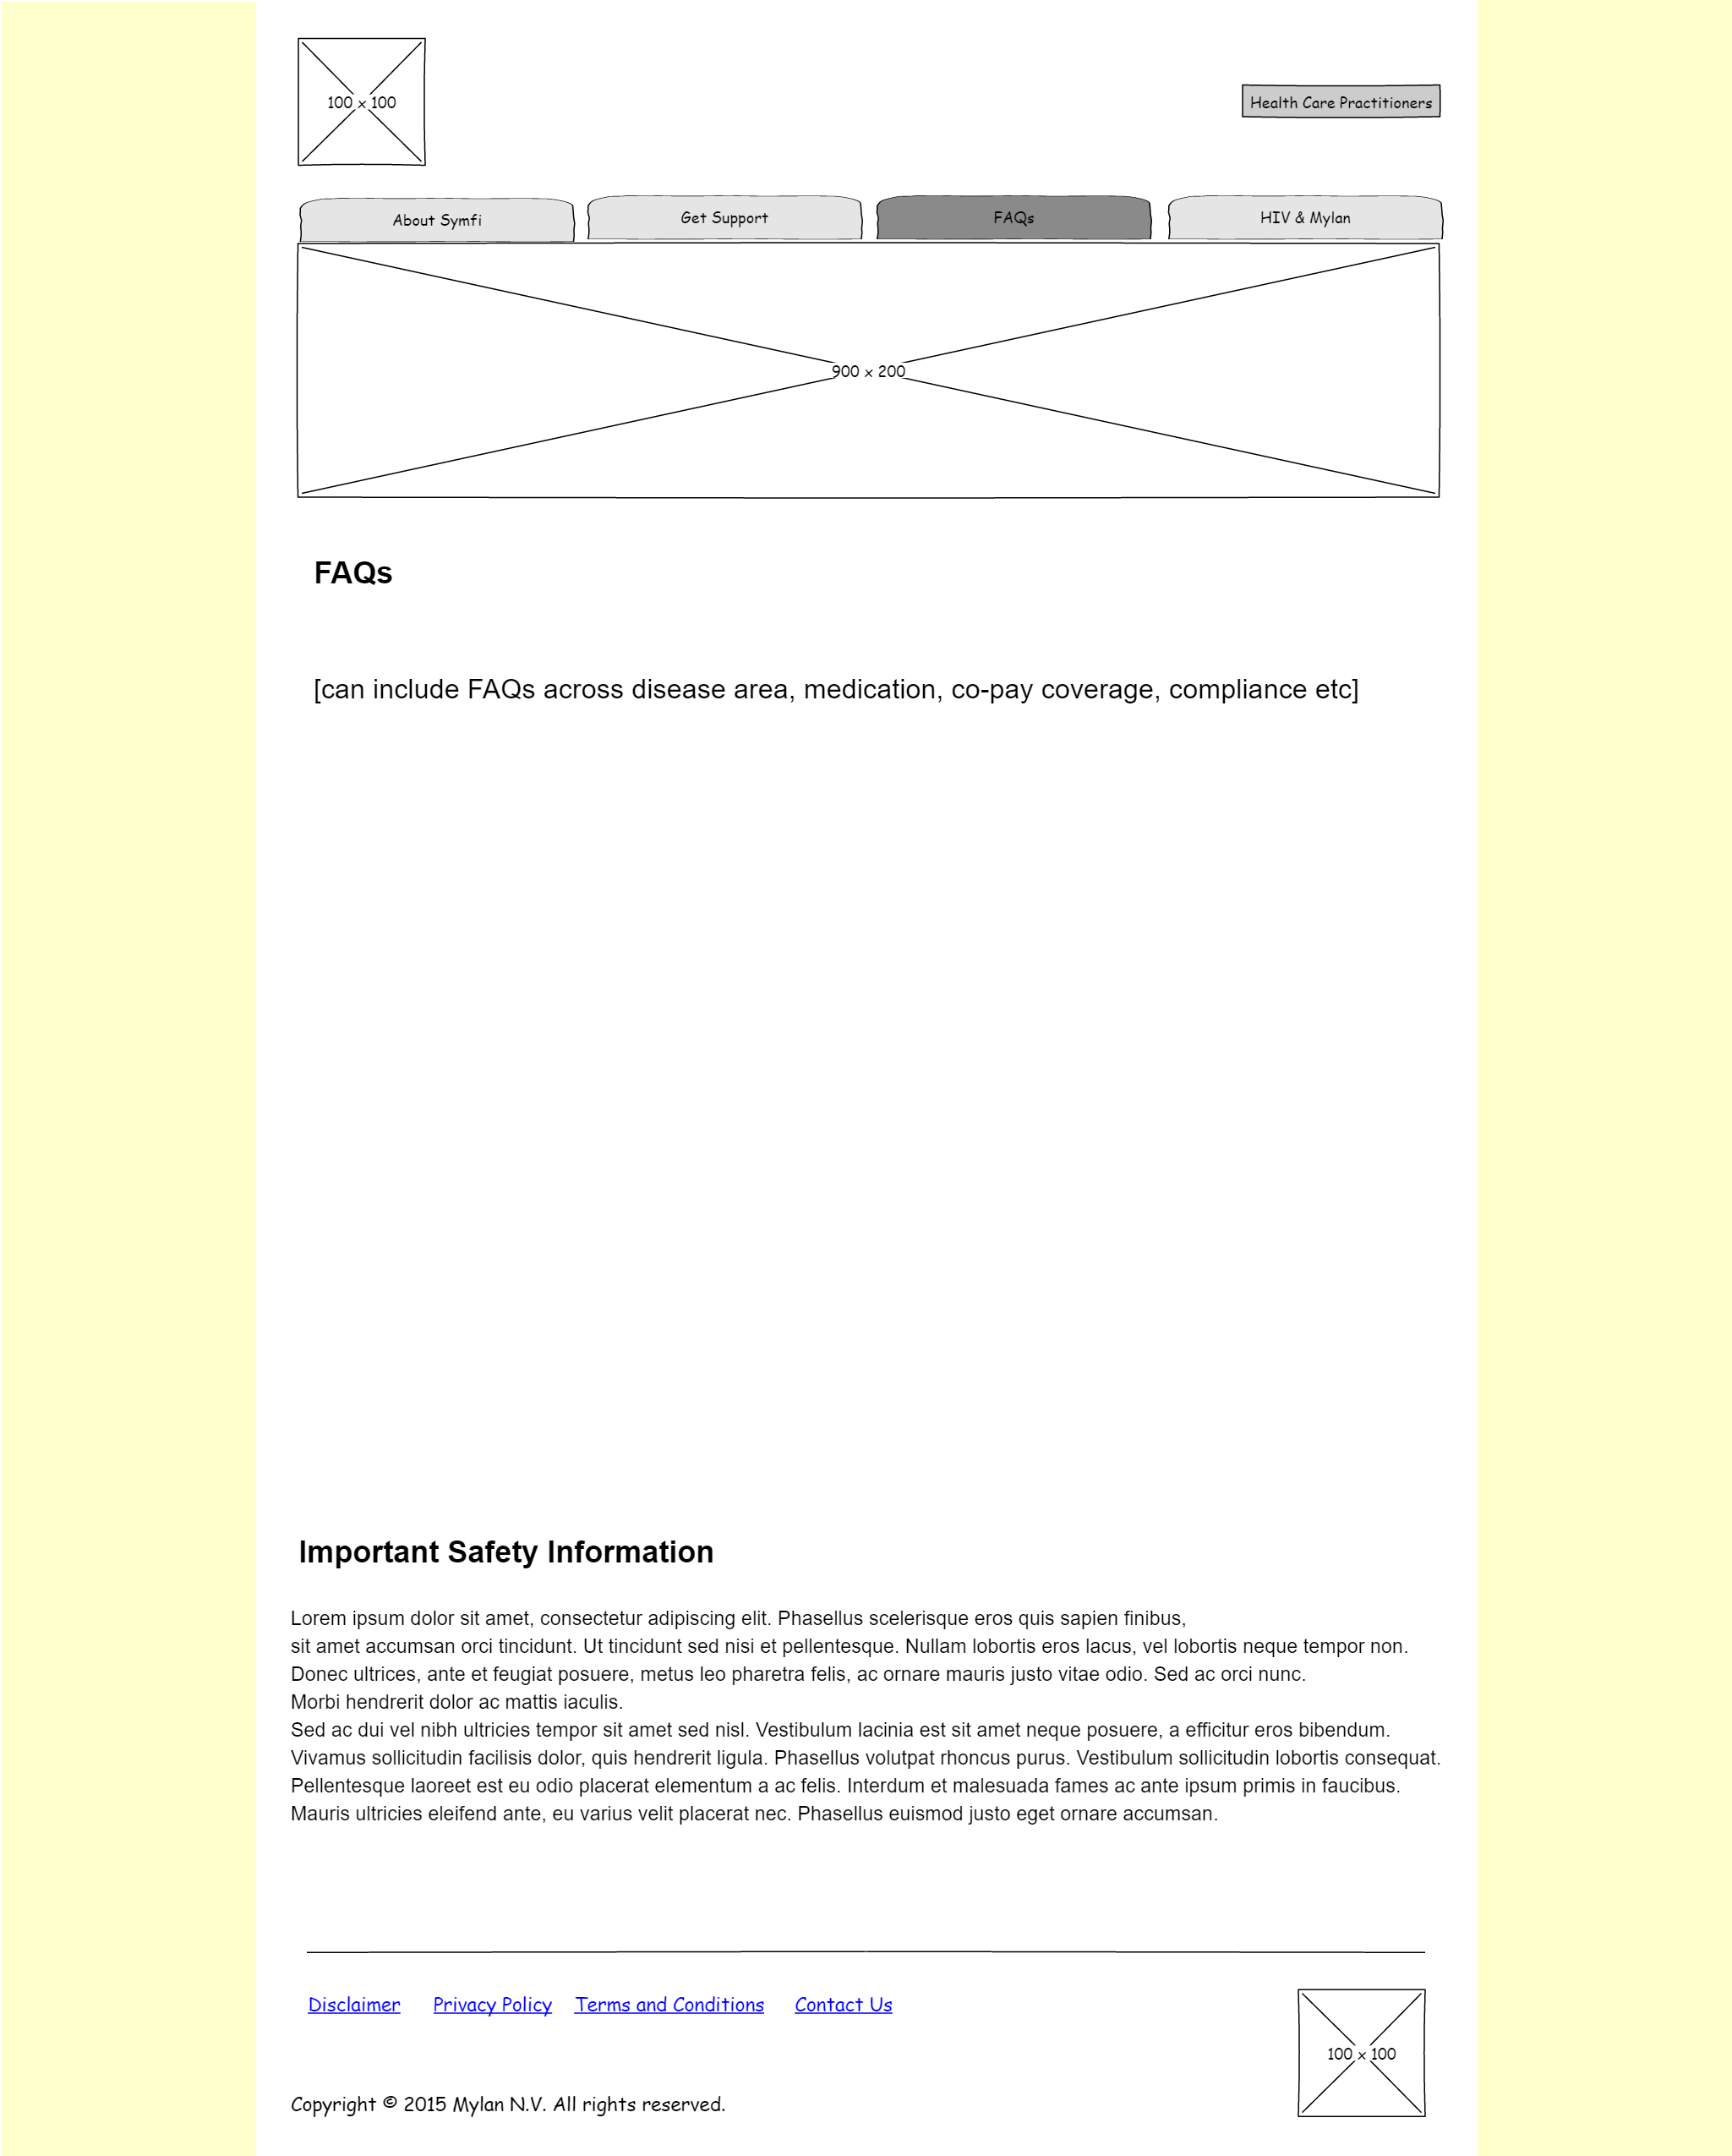 100 x 100
Health Care Practitioners
About Symfi
Get Support
FAQs
HIV & Mylan
900 x 200
FAQs
[can include FAQs across disease area, medication, co-pay coverage, compliance etc]
Important Safety Information
Lorem ipsum dolor sit amet, consectetur adipiscing elit. Phasellus scelerisque eros quis sapien finibus,
sit amet accumsan orci tincidunt. Ut tincidunt sed nisi et pellentesque. Nullam lobortis eros lacus, vel lobortis neque tempor non.
Donec ultrices, ante et feugiat posuere, metus leo pharetra felis, ac ornare mauris justo vitae odio. Sed ac orci nunc.
Morbi hendrerit dolor ac mattis iaculis.
Sed ac dui vel nibh ultricies tempor sit amet sed nisl. Vestibulum lacinia est sit amet neque posuere, a efficitur eros bibendum.
Vivamus sollicitudin facilisis dolor, quis hendrerit ligula. Phasellus volutpat rhoncus purus. Vestibulum sollicitudin lobortis consequat.
Pellentesque laoreet est eu odio placerat elementum a ac felis. Interdum et malesuada fames ac ante ipsum primis in faucibus.
Mauris ultricies eleifend ante, eu varius velit placerat nec. Phasellus euismod justo eget ornare accumsan.
Disclaimer
Privacy Policy
Terms and Conditions
Contact Us
100 x 100
Copyright © 2015 Mylan N.V. All rights reserved.